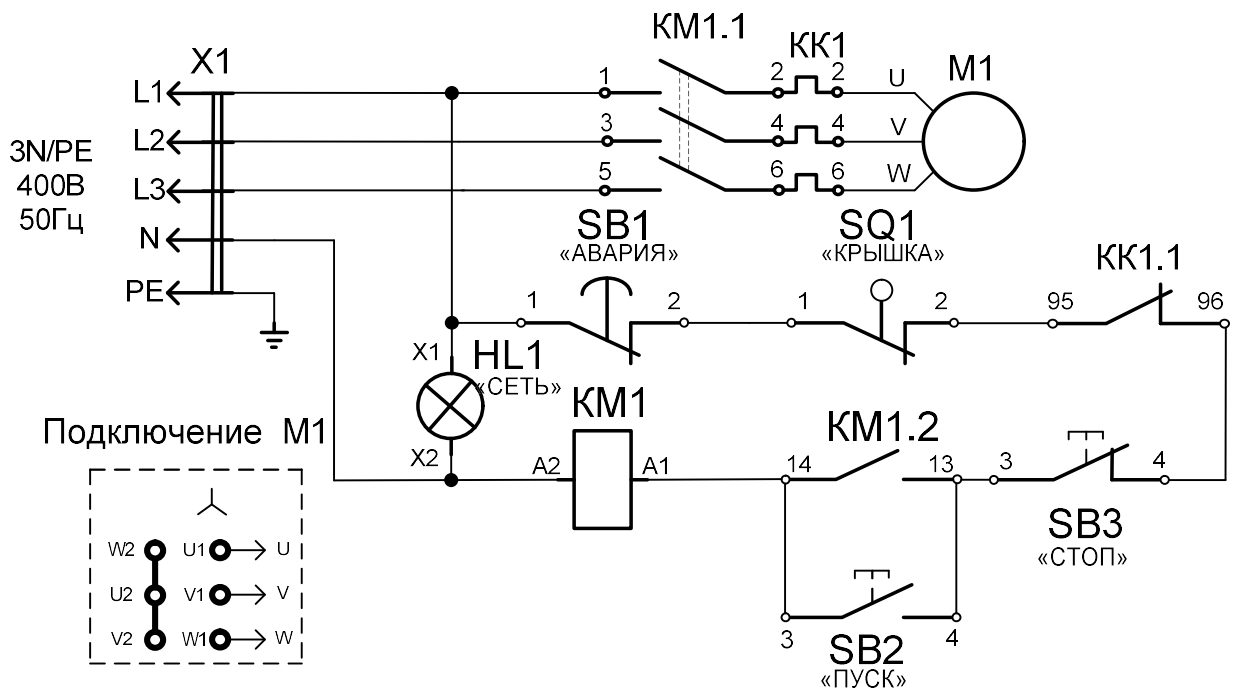 КМ1.1
КК1
X1
М1
L1
1
2
2
U
L2
3
4
4
V
3N/PE
400В
50Гц
L3
5
6
6
W
N
PE
SB1
«АВАРИЯ»
SQ1
«КРЫШКА»
КК1.1
1
2
1
2
95
96
X1
HL1
«СЕТЬ»
X2
КМ1
A2
A1
КМ1.2
14
13
3
4
SB3
«СТОП»
3
4
SB2
«ПУСК»
Подключение М1
W2
U1
U
U2
V1
V
V2
W1
W